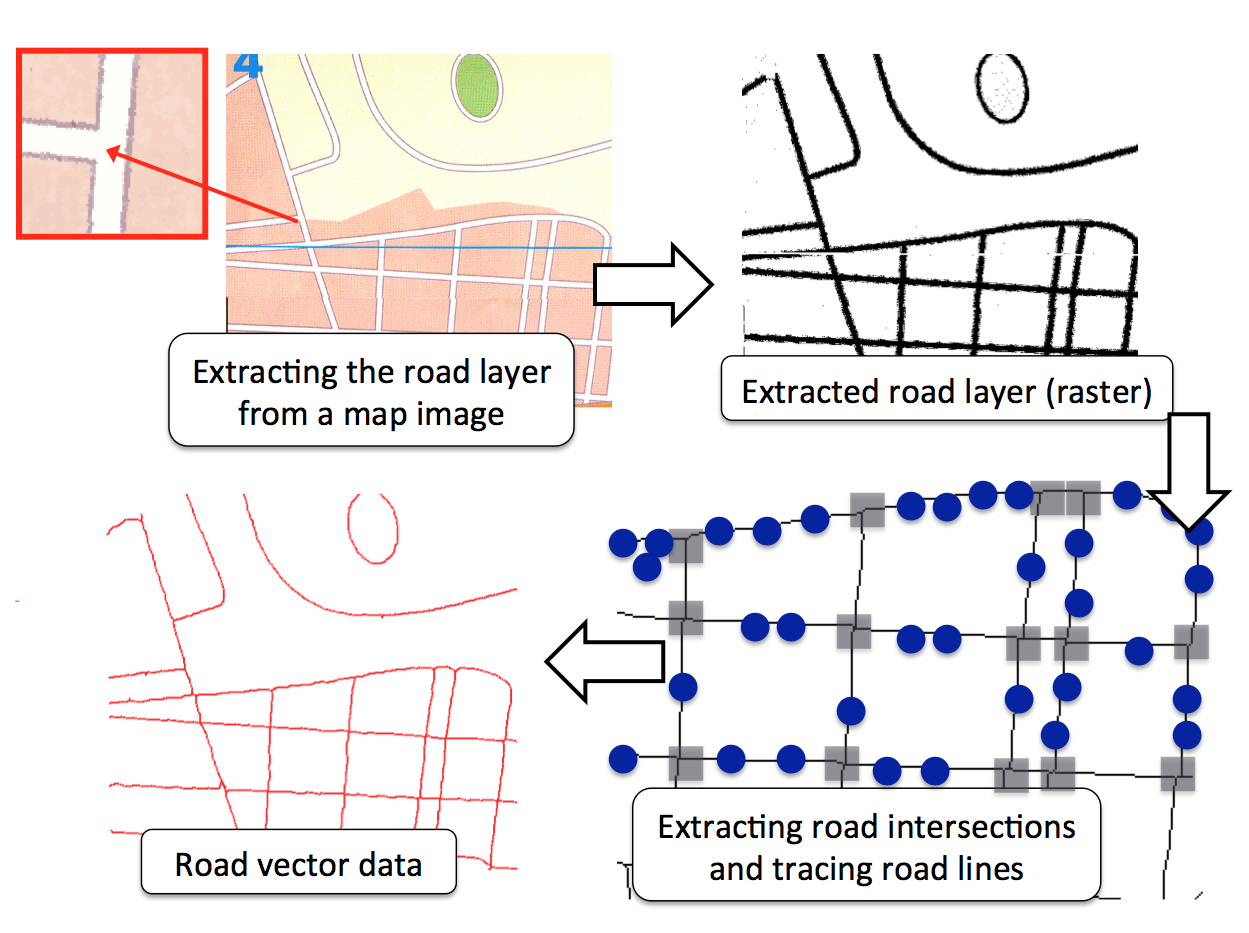 4
Extracting the road layer
from a map image
Extracted road layer (raster)
Extracting road intersections
and tracing road lines
Road vector data